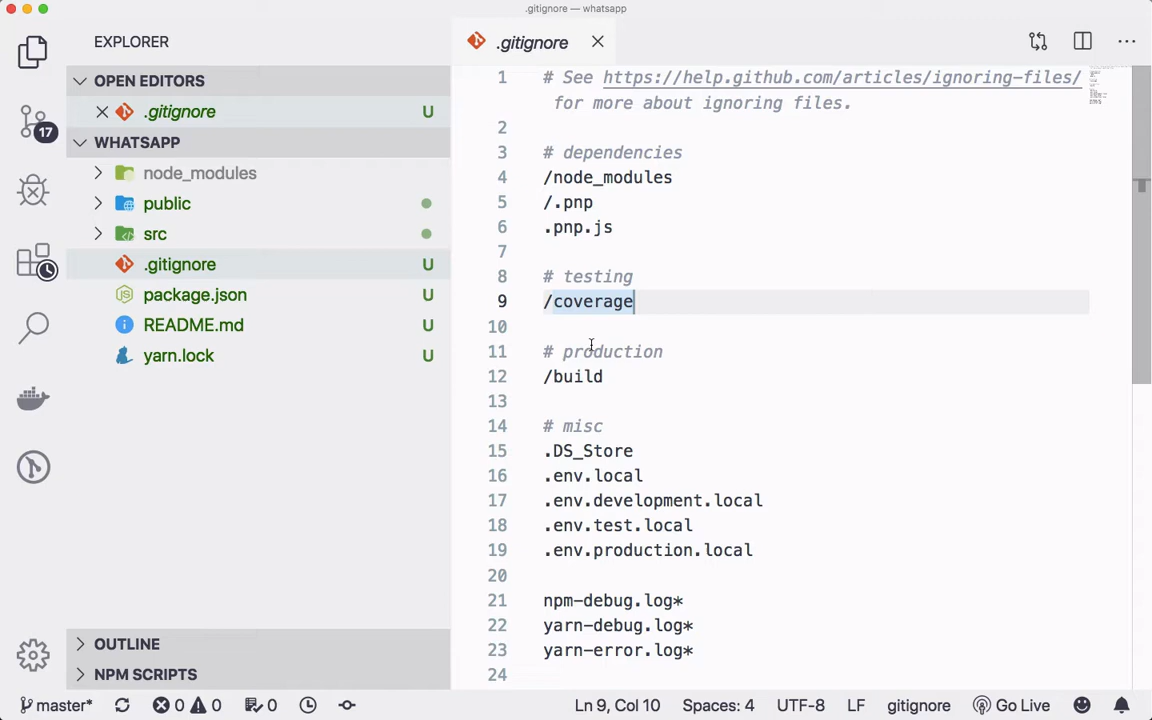 .gitignore — whatsapp
EXPLORER
OPEN EDITORS
.gitignore U
WHATSAPP
node_modules
public
src
.gitignore U
package.json U
README.md U
yarn.lock U
OUTLINE
NPM SCRIPTS
17
JS
.gitignore
1 # See https://help.github.com/articles/ignoring-files/
for more about ignoring files.
2
3 # dependencies
4 /node_modules
5 /.pnp
6 .pnp.js
7
8 # testing
9 /coverage
10
11 # production
12 /build
13
14 # misc
15 .DS_Store
16 .env.local
17 .env.development.local
18 .env.test.local
19 .env.production.local
20
21 npm-debug.log*
22 yarn-debug.log*
23 yarn-error.log*
24
master* 0 0 0 Ln 9, Col 10 Spaces: 4 UTF-8 LF gitignore Go Live